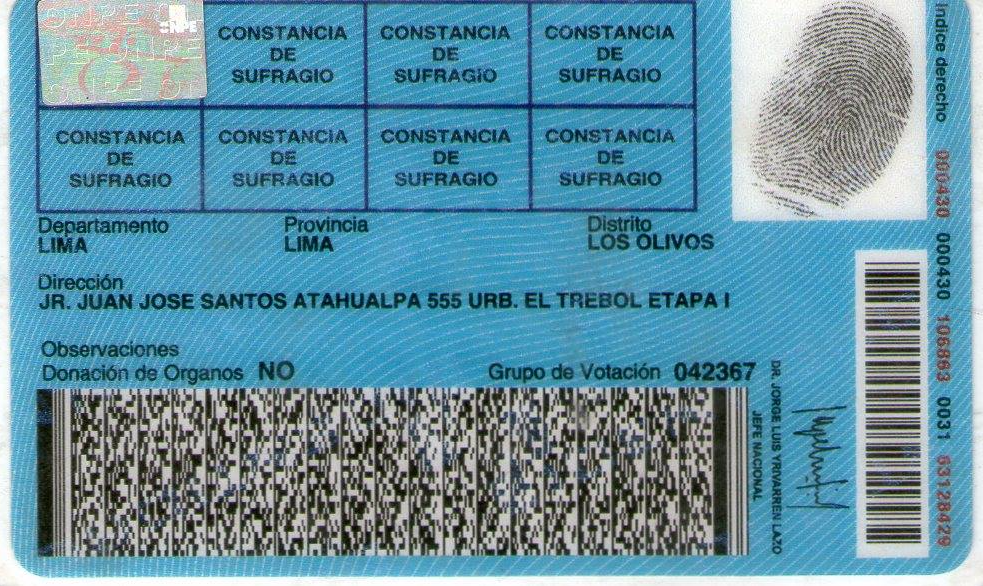 ONPE
CONSTANCIA DE SUFRAGIO
CONSTANCIA DE SUFRAGIO
CONSTANCIA DE SUFRAGIO
CONSTANCIA DE SUFRAGIO
CONSTANCIA DE SUFRAGIO
CONSTANCIA DE SUFRAGIO
CONSTANCIA DE SUFRAGIO
Departamento Provincia Distrito
LIMA LIMA LOS OLIVOS
Dirección
JR. JUAN JOSE SANTOS ATAHUALPA 555 URB. EL TREBOL ETAPA I
Observaciones
Donación de Organos NO Grupo de Votación 042367
DR. JORGE LUIS YRIVARREN LAZO
JEFE NACIONAL
Indice derecho 000430 000430 106663 0031 63128429